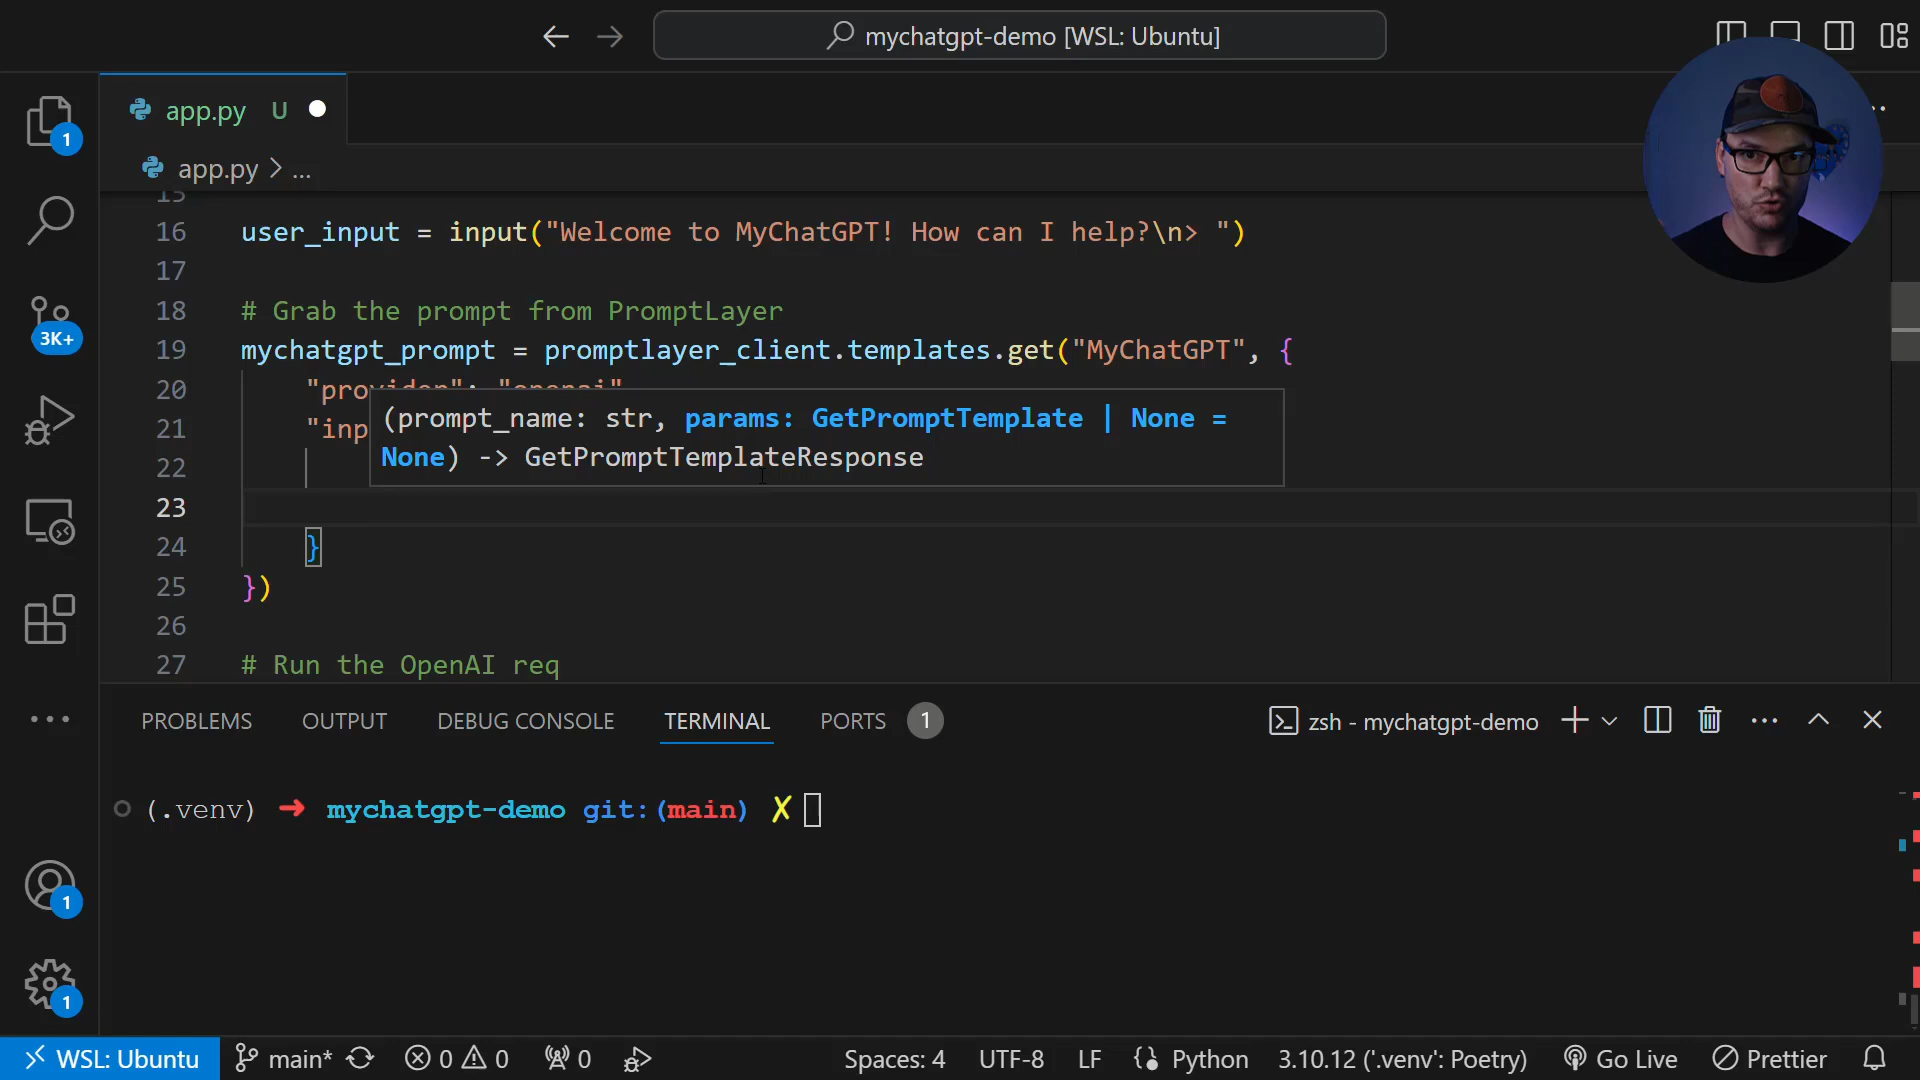 mychatgpt-demo [WSL: Ubuntu]
app.py U
app.py > ...
15
16 user_input = input("Welcome to MyChatGPT! How can I help?\n> ")
17
18 # Grab the prompt from PromptLayer
19 mychatgpt_prompt = promptlayer_client.templates.get("MyChatGPT", {
20 "provider": "openai"
(prompt_name: str, params: GetPromptTemplate | None =
21 "inp
None) -> GetPromptTemplateResponse
22
23
24 }
25 })
26
27 # Run the OpenAI req
1
3K+
PROBLEMS OUTPUT DEBUG CONSOLE TERMINAL PORTS 1 zsh - mychatgpt-demo
(.venv) ➜ mychatgpt-demo git:(main) ✗
1
1
WSL: Ubuntu main* 0 0 0 Spaces: 4 UTF-8 LF Python 3.10.12 ('.venv': Poetry) Go Live Prettier